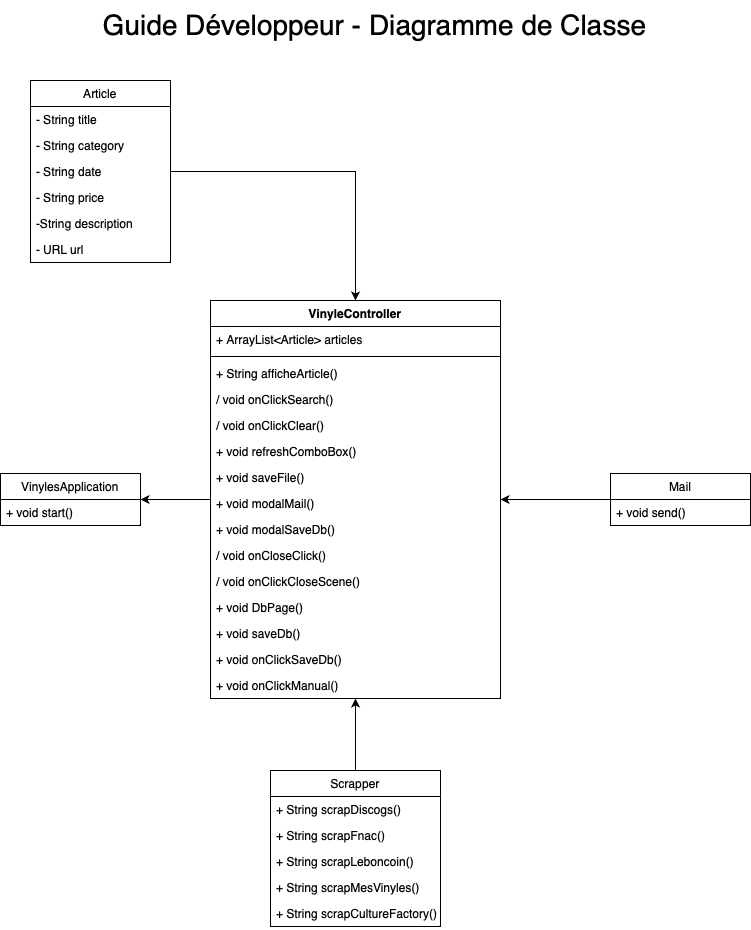 Guide Développeur - Diagramme de Classe
Article
- String title
- String category
- String date
- String price
-String description
- URL url
VinyleController
+ ArrayList<Article> articles
+ String afficheArticle()
/ void onClickSearch()
/ void onClickClear()
+ void refreshComboBox()
+ void saveFile()
+ void modalMail()
+ void modalSaveDb()
/ void onCloseClick()
/ void onClickCloseScene()
+ void DbPage()
+ void saveDb()
+ void onClickSaveDb()
+ void onClickManual()
VinylesApplication
+ void start()
Mail
+ void send()
Scrapper
+ String scrapDiscogs()
+ String scrapFnac()
+ String scrapLeboncoin()
+ String scrapMesVinyles()
+ String scrapCultureFactory()